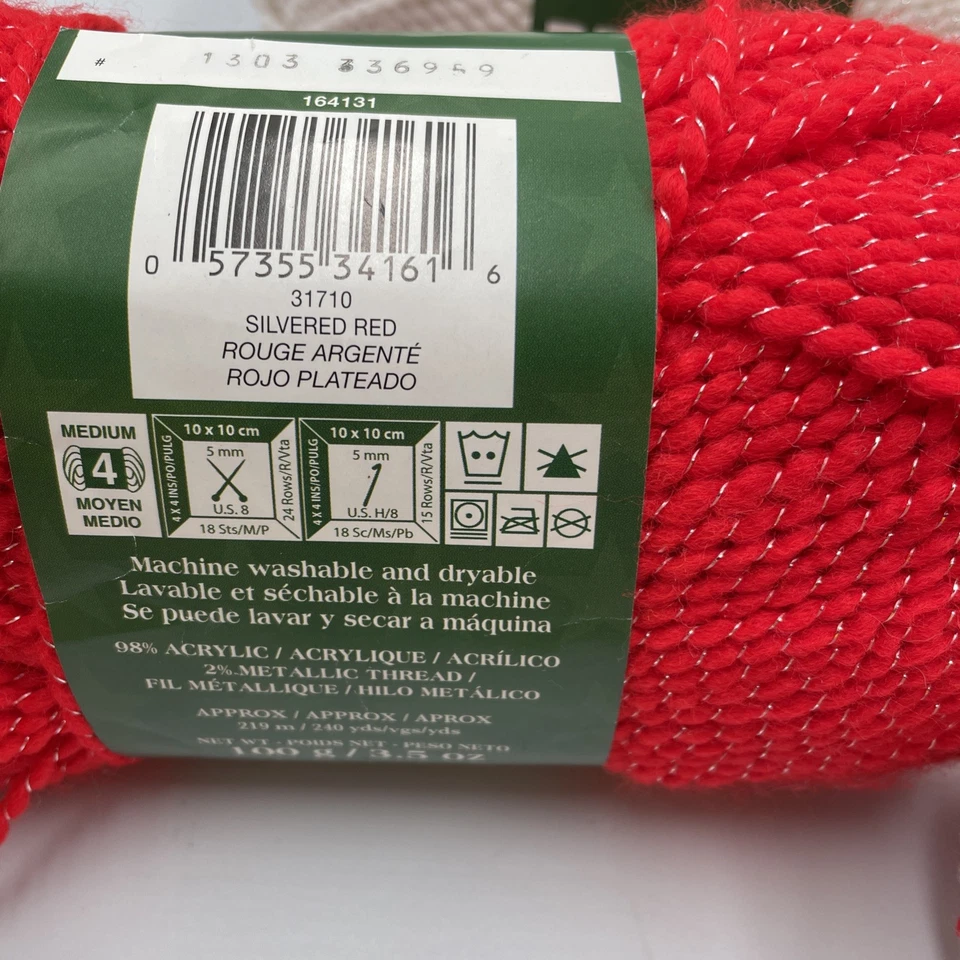 # 1303 336959
164131
0 57355 34161 6
31710
SILVERED RED
ROUGE ARGENTÉ
ROJO PLATEADO
MEDIUM
4
MOYEN
MEDIO
10 x 10 cm
4 X 4 INS/PO/PULG
5 mm
U.S. 8
24 Rows/R/Vta
18 Sts/M/P
10 x 10 cm
4 X 4 INS/PO/PULG
5 mm
U.S. H/8
15 Rows/R/Vta
18 Sc/Ms/Pb
Machine washable and dryable
Lavable et séchable à la machine
Se puede lavar y secar a máquina
98% ACRYLIC / ACRYLIQUE / ACRÍLICO
2% METALLIC THREAD /
FIL MÉTALLIQUE / HILO METÁLICO
APPROX / APPROX / APROX
219 m / 240 yds/vgs/yds
NET WT. · POIDS NET · PESO NETO
100 g / 3.5 oz